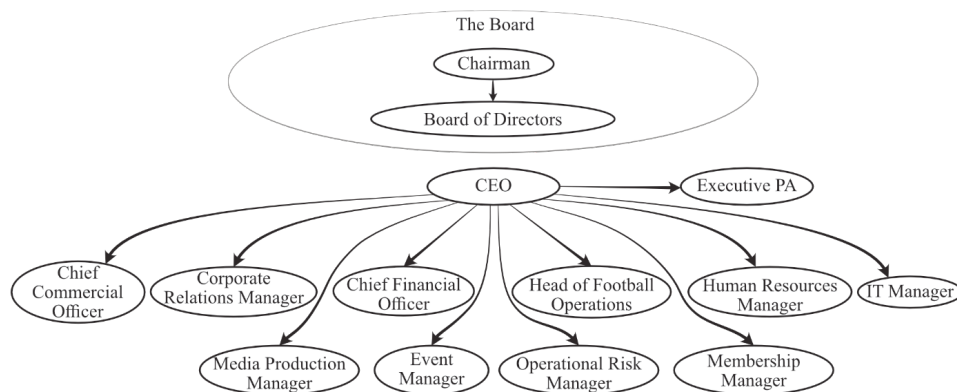 The Board
Chairman
Board of Directors
CEO
Executive PA
Chief
Commercial
Officer
Corporate
Relations Manager
Chief Financial
Officer
Head of Football
Operations
Human Resources
Manager
IT Manager
Media Production
Manager
Event
Manager
Operational Risk
Manager
Membership
Manager